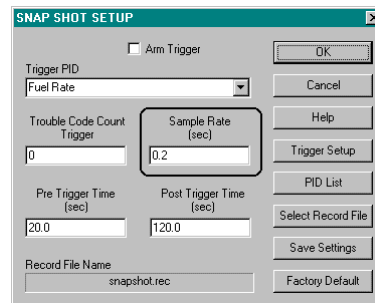 SNAP SHOT SETUP
Arm Trigger
Trigger PID
Fuel Rate
Trouble Code Count
Trigger
0
Sample Rate
(sec)
0.2
Pre Trigger Time
(sec)
20.0
Post Trigger Time
(sec)
120.0
Record File Name
snapshot.rec
OK
Cancel
Help
Trigger Setup
PID List
Select Record File
Save Settings
Factory Default